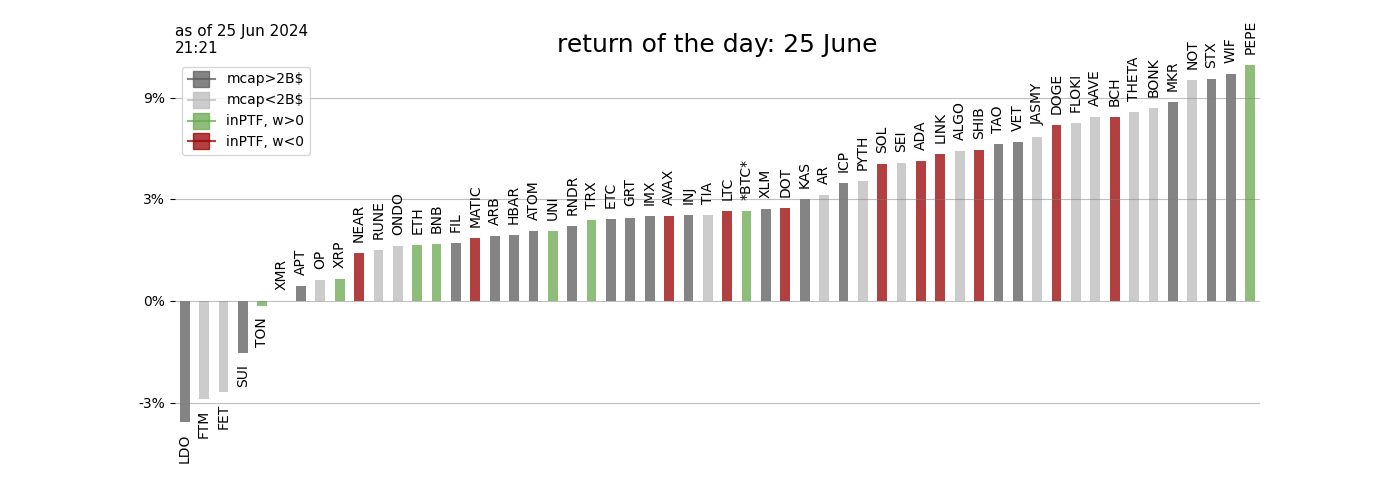 as of 25 Jun 2024
21:21
return of the day: 25 June
mcap>2B$
mcap<2B$
inPTF, w>0
inPTF, w<0
9%
3%
0%
-3%
LDO
FTM
FET
SUI
TON
XMR
APT
OP
XRP
NEAR
RUNE
ONDO
ETH
BNB
FIL
MATIC
ARB
HBAR
ATOM
UNI
RNDR
TRX
ETC
GRT
IMX
AVAX
INJ
TIA
LTC
*BTC*
XLM
DOT
KAS
AR
ICP
PYTH
SOL
SEI
ADA
LINK
ALGO
SHIB
TAO
VET
JASMY
DOGE
FLOKI
AAVE
BCH
THETA
BONK
MKR
NOT
STX
WIF
PEPE